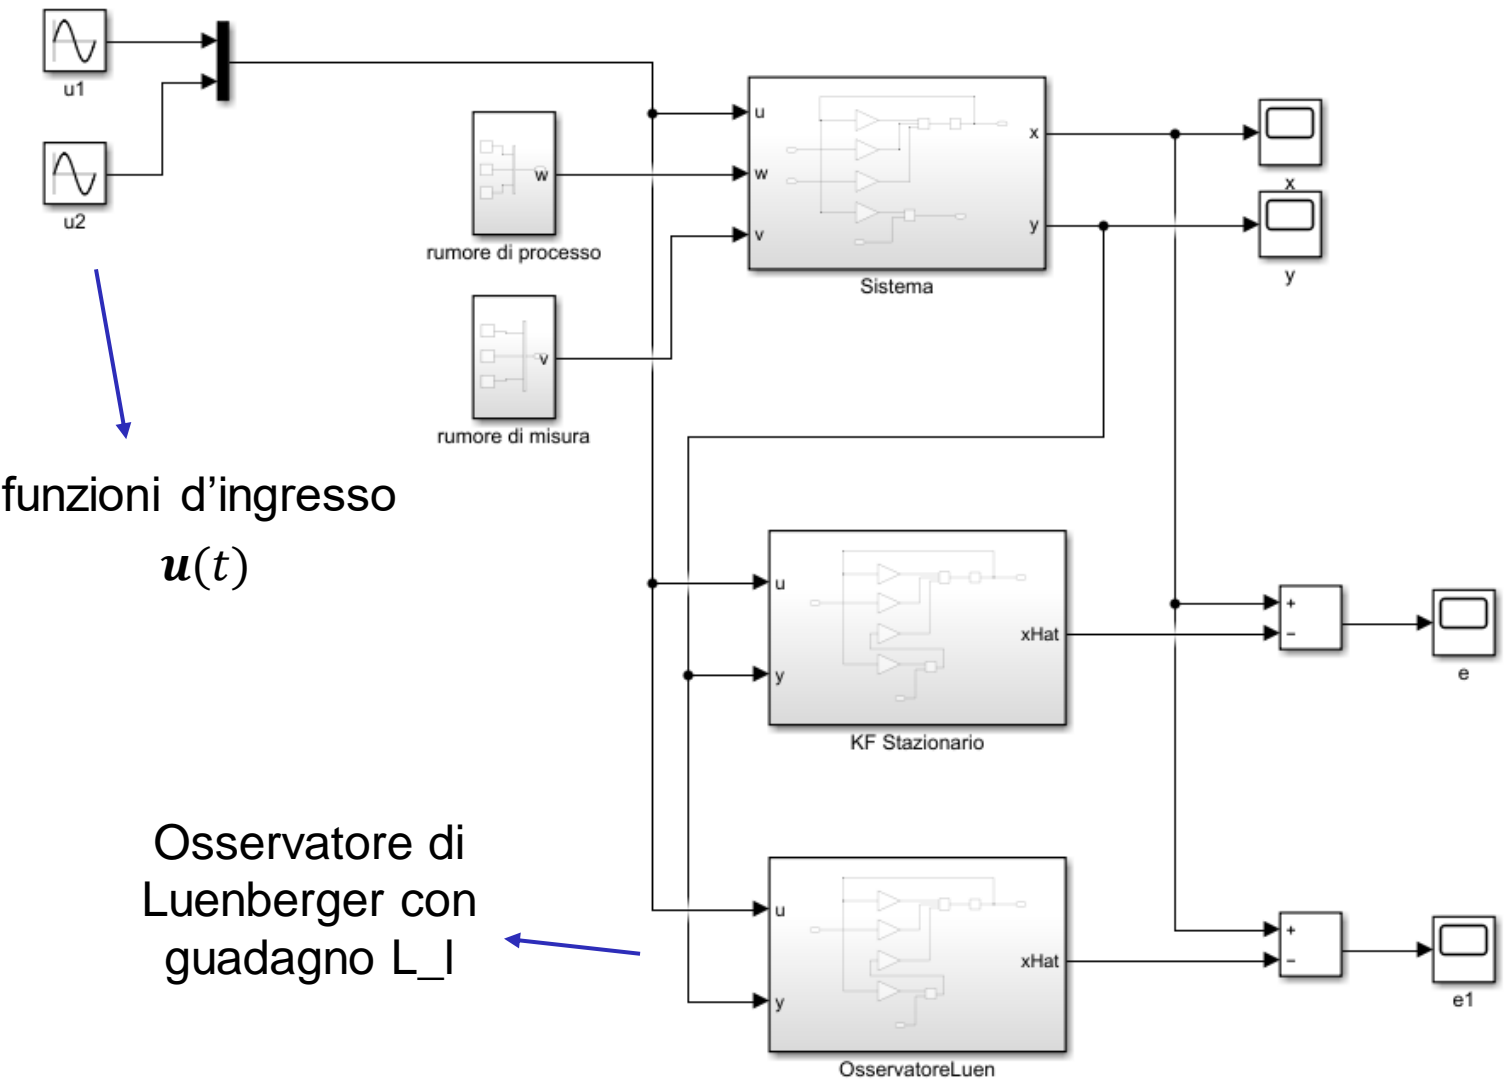 u1
u2
u
w
v
x
y
w
rumore di processo
v
rumore di misura
Sistema
x
y
funzioni d'ingresso
u(t)
u
y
xHat
KF Stazionario
+
−
e
Osservatore di
Luenberger con
guadagno L_l
u
y
xHat
OsservatoreLuen
+
−
e1